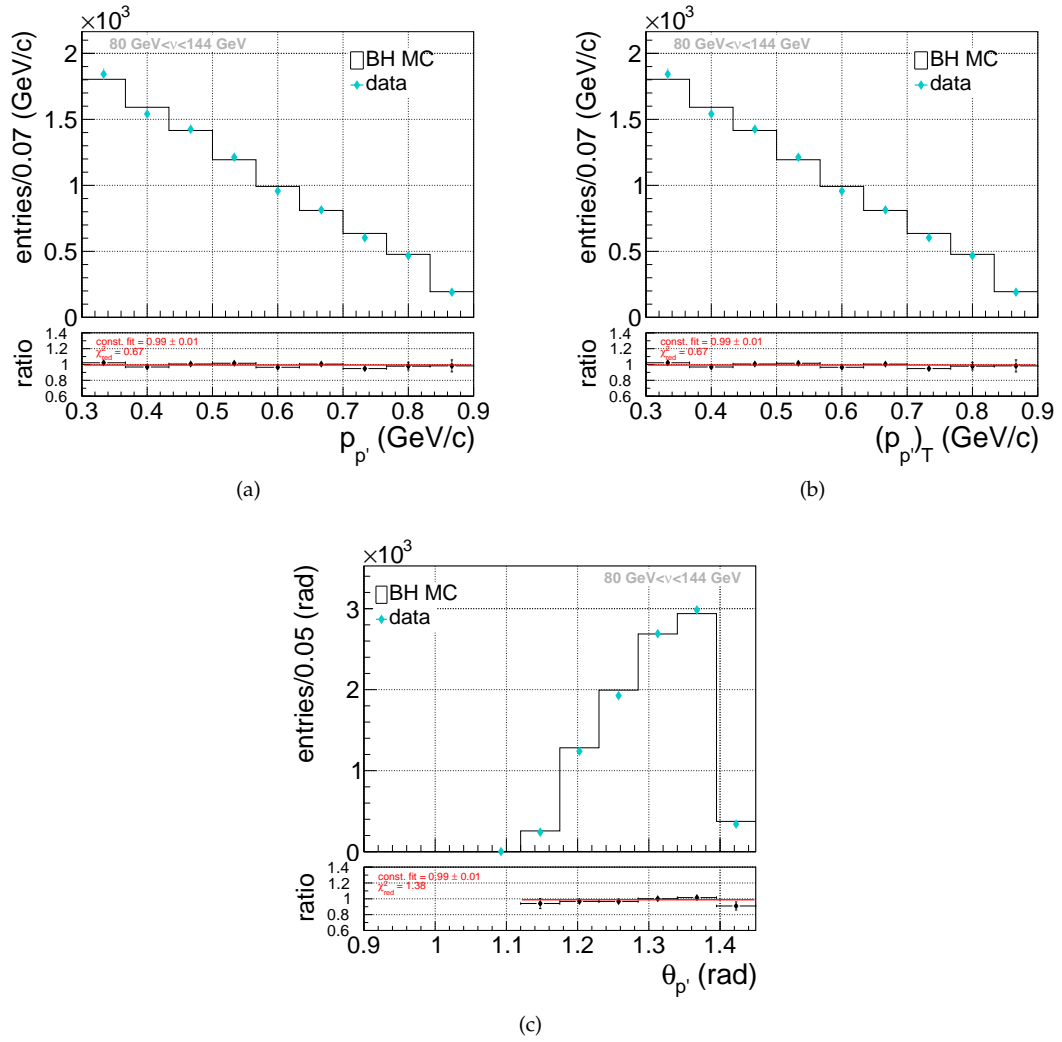 ×10³
80 GeV<ν<144 GeV
BH MC
data
entries/0.07 (GeV/c)
2
1.5
1
0.5
0
const. fit = 0.99 ± 0.01
χ²red = 0.67
ratio
1.4
1.2
1
0.8
0.6
0.3 0.4 0.5 0.6 0.7 0.8 0.9
pp' (GeV/c)
(a)
×10³
80 GeV<ν<144 GeV
BH MC
data
entries/0.07 (GeV/c)
2
1.5
1
0.5
0
const. fit = 0.99 ± 0.01
χ²red = 0.67
ratio
1.4
1.2
1
0.8
0.6
0.3 0.4 0.5 0.6 0.7 0.8 0.9
(pp')T (GeV/c)
(b)
×10³
80 GeV<ν<144 GeV
BH MC
data
entries/0.05 (rad)
3
2
1
0
const. fit = 0.99 ± 0.01
χ²red = 1.38
ratio
1.4
1.2
1
0.8
0.6
0.9 1 1.1 1.2 1.3 1.4
θp' (rad)
(c)